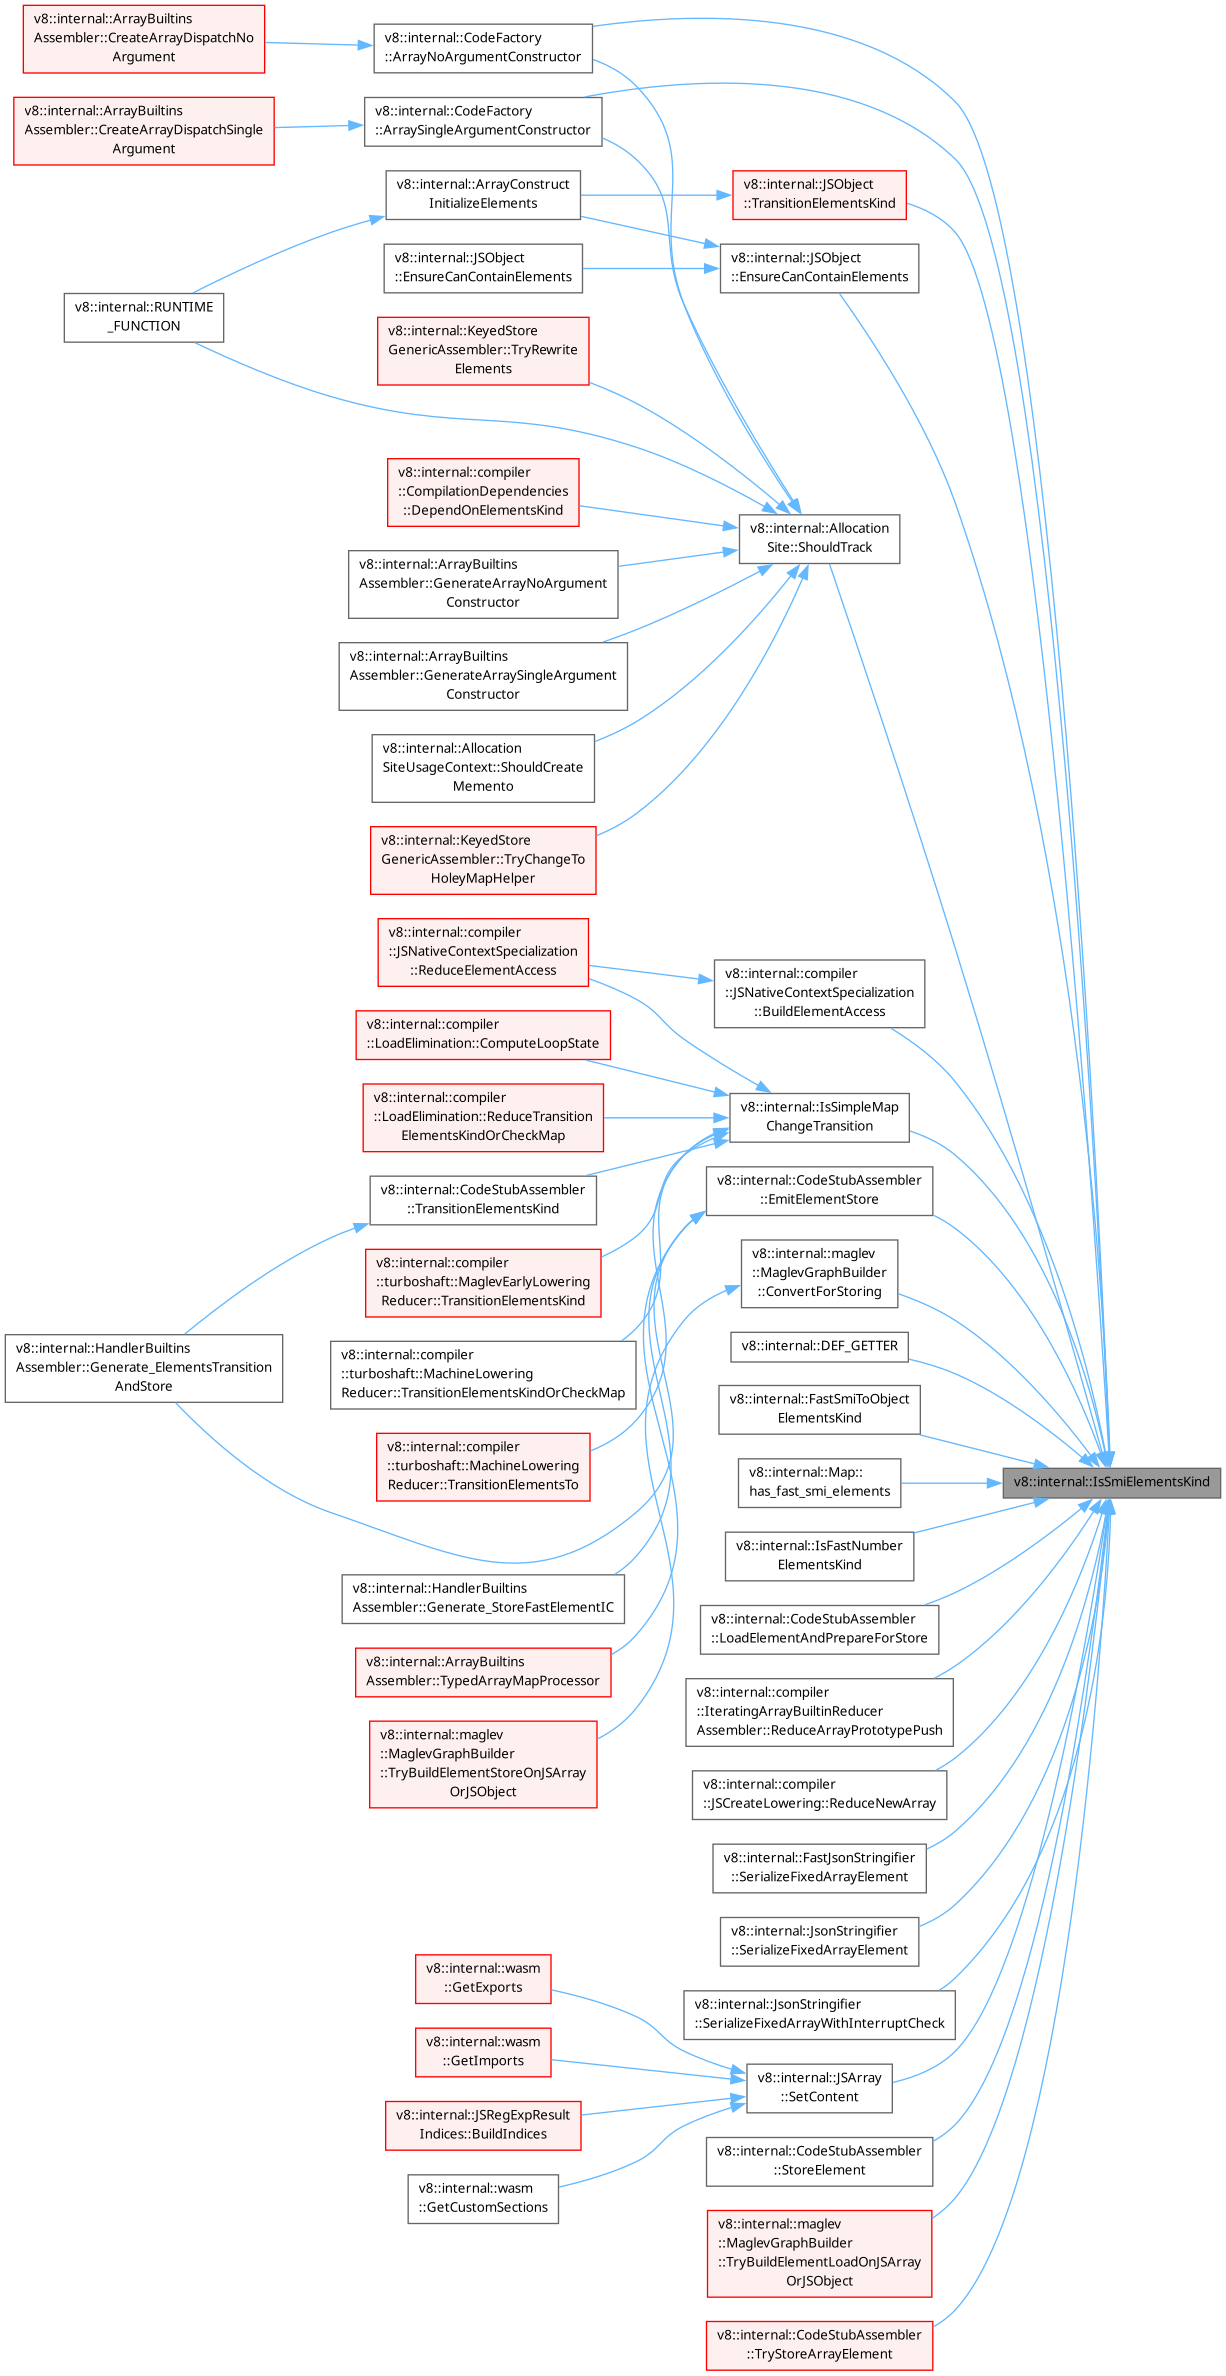 v8::internal::ArrayBuiltins
Assembler::CreateArrayDispatchNo
Argument
v8::internal::CodeFactory
::ArrayNoArgumentConstructor
v8::internal::ArrayBuiltins
Assembler::CreateArrayDispatchSingle
Argument
v8::internal::CodeFactory
::ArraySingleArgumentConstructor
v8::internal::ArrayConstruct
InitializeElements
v8::internal::JSObject
::TransitionElementsKind
v8::internal::JSObject
::EnsureCanContainElements
v8::internal::JSObject
::EnsureCanContainElements
v8::internal::RUNTIME
_FUNCTION
v8::internal::KeyedStore
GenericAssembler::TryRewrite
Elements
v8::internal::compiler
::CompilationDependencies
::DependOnElementsKind
v8::internal::Allocation
Site::ShouldTrack
v8::internal::ArrayBuiltins
Assembler::GenerateArrayNoArgument
Constructor
v8::internal::ArrayBuiltins
Assembler::GenerateArraySingleArgument
Constructor
v8::internal::Allocation
SiteUsageContext::ShouldCreate
Memento
v8::internal::KeyedStore
GenericAssembler::TryChangeTo
HoleyMapHelper
v8::internal::compiler
::JSNativeContextSpecialization
::ReduceElementAccess
v8::internal::compiler
::JSNativeContextSpecialization
::BuildElementAccess
v8::internal::compiler
::LoadElimination::ComputeLoopState
v8::internal::compiler
::LoadElimination::ReduceTransition
ElementsKindOrCheckMap
v8::internal::IsSimpleMap
ChangeTransition
v8::internal::CodeStubAssembler
::TransitionElementsKind
v8::internal::CodeStubAssembler
::EmitElementStore
v8::internal::compiler
::turboshaft::MaglevEarlyLowering
Reducer::TransitionElementsKind
v8::internal::maglev
::MaglevGraphBuilder
::ConvertForStoring
v8::internal::HandlerBuiltins
Assembler::Generate_ElementsTransition
AndStore
v8::internal::compiler
::turboshaft::MachineLowering
Reducer::TransitionElementsKindOrCheckMap
v8::internal::DEF_GETTER
v8::internal::FastSmiToObject
ElementsKind
v8::internal::compiler
::turboshaft::MachineLowering
Reducer::TransitionElementsTo
v8::internal::Map::
has_fast_smi_elements
v8::internal::IsSmiElementsKind
v8::internal::IsFastNumber
ElementsKind
v8::internal::HandlerBuiltins
Assembler::Generate_StoreFastElementIC
v8::internal::CodeStubAssembler
::LoadElementAndPrepareForStore
v8::internal::ArrayBuiltins
Assembler::TypedArrayMapProcessor
v8::internal::compiler
::IteratingArrayBuiltinReducer
Assembler::ReduceArrayPrototypePush
v8::internal::maglev
::MaglevGraphBuilder
::TryBuildElementStoreOnJSArray
OrJSObject
v8::internal::compiler
::JSCreateLowering::ReduceNewArray
v8::internal::FastJsonStringifier
::SerializeFixedArrayElement
v8::internal::JsonStringifier
::SerializeFixedArrayElement
v8::internal::wasm
::GetExports
v8::internal::JsonStringifier
::SerializeFixedArrayWithInterruptCheck
v8::internal::wasm
::GetImports
v8::internal::JSArray
::SetContent
v8::internal::JSRegExpResult
Indices::BuildIndices
v8::internal::CodeStubAssembler
::StoreElement
v8::internal::wasm
::GetCustomSections
v8::internal::maglev
::MaglevGraphBuilder
::TryBuildElementLoadOnJSArray
OrJSObject
v8::internal::CodeStubAssembler
::TryStoreArrayElement